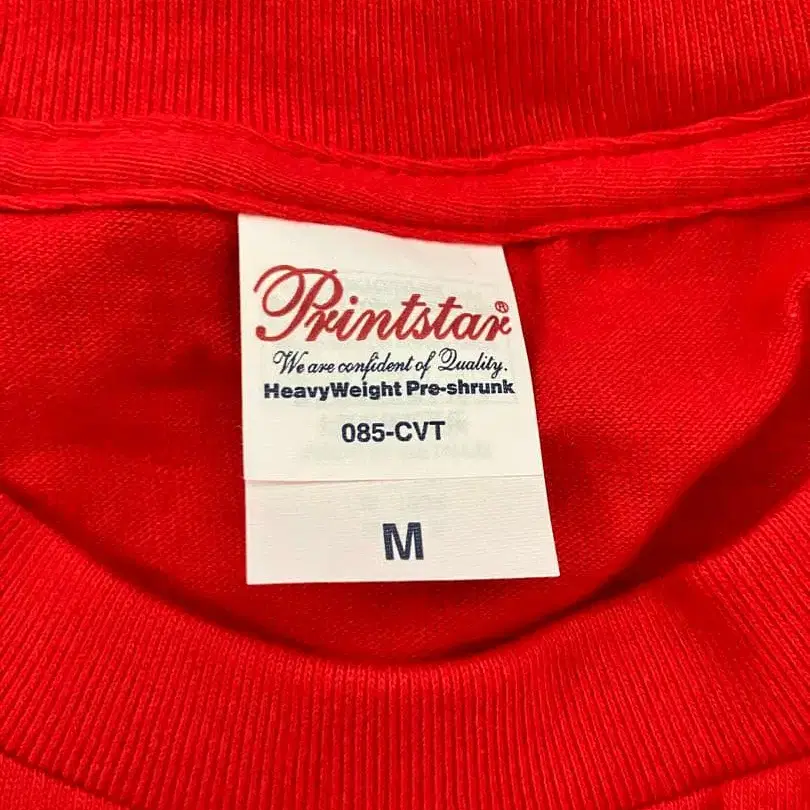 Printstar®
We are confident of Quality.
HeavyWeight Pre-shrunk
085-CVT
M